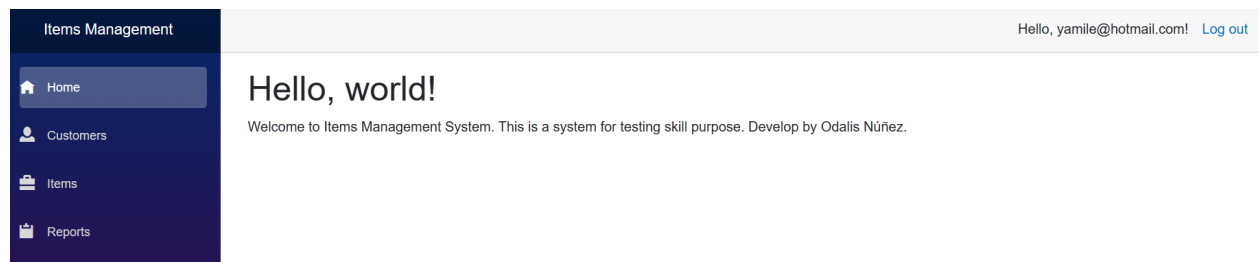 Items Management
Hello, yamile@hotmail.com! Log out
Home
Customers
Items
Reports
Hello, world!
Welcome to Items Management System. This is a system for testing skill purpose. Develop by Odalis Núñez.